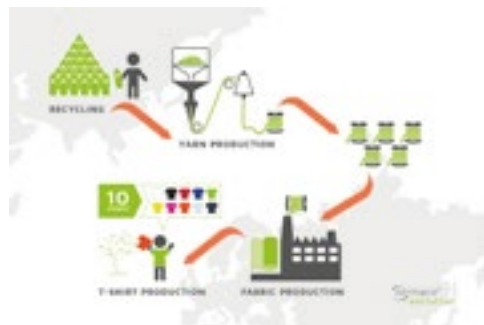 RECYCLING
YARN PRODUCTION
10
T-SHIRT PRODUCTION
FABRIC PRODUCTION